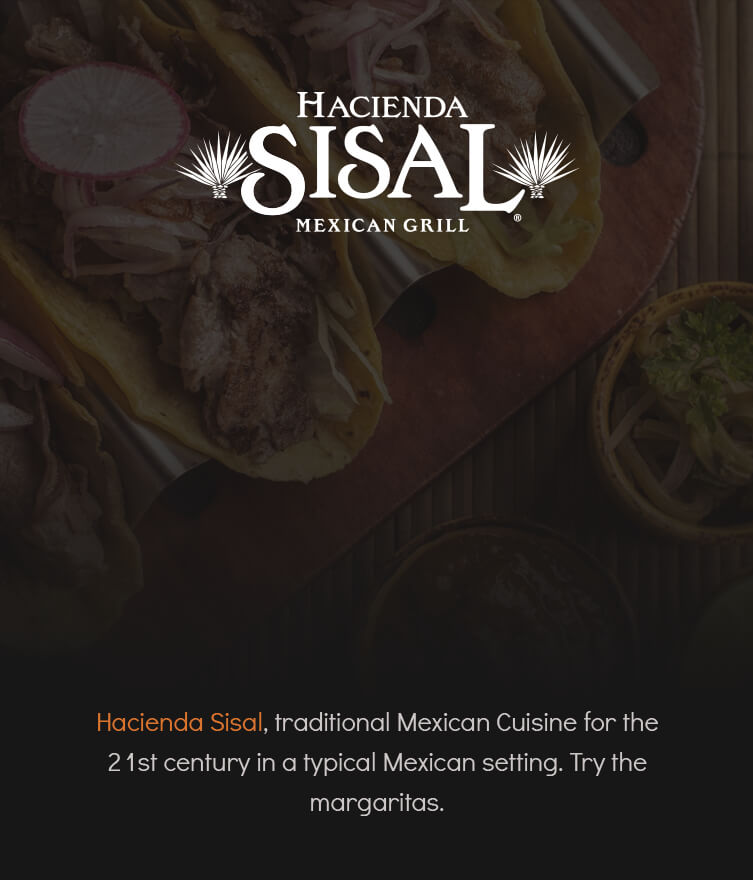 HACIENDA
SISAL®
MEXICAN GRILL
Hacienda Sisal, traditional Mexican Cuisine for the
21st century in a typical Mexican setting. Try the
margaritas.